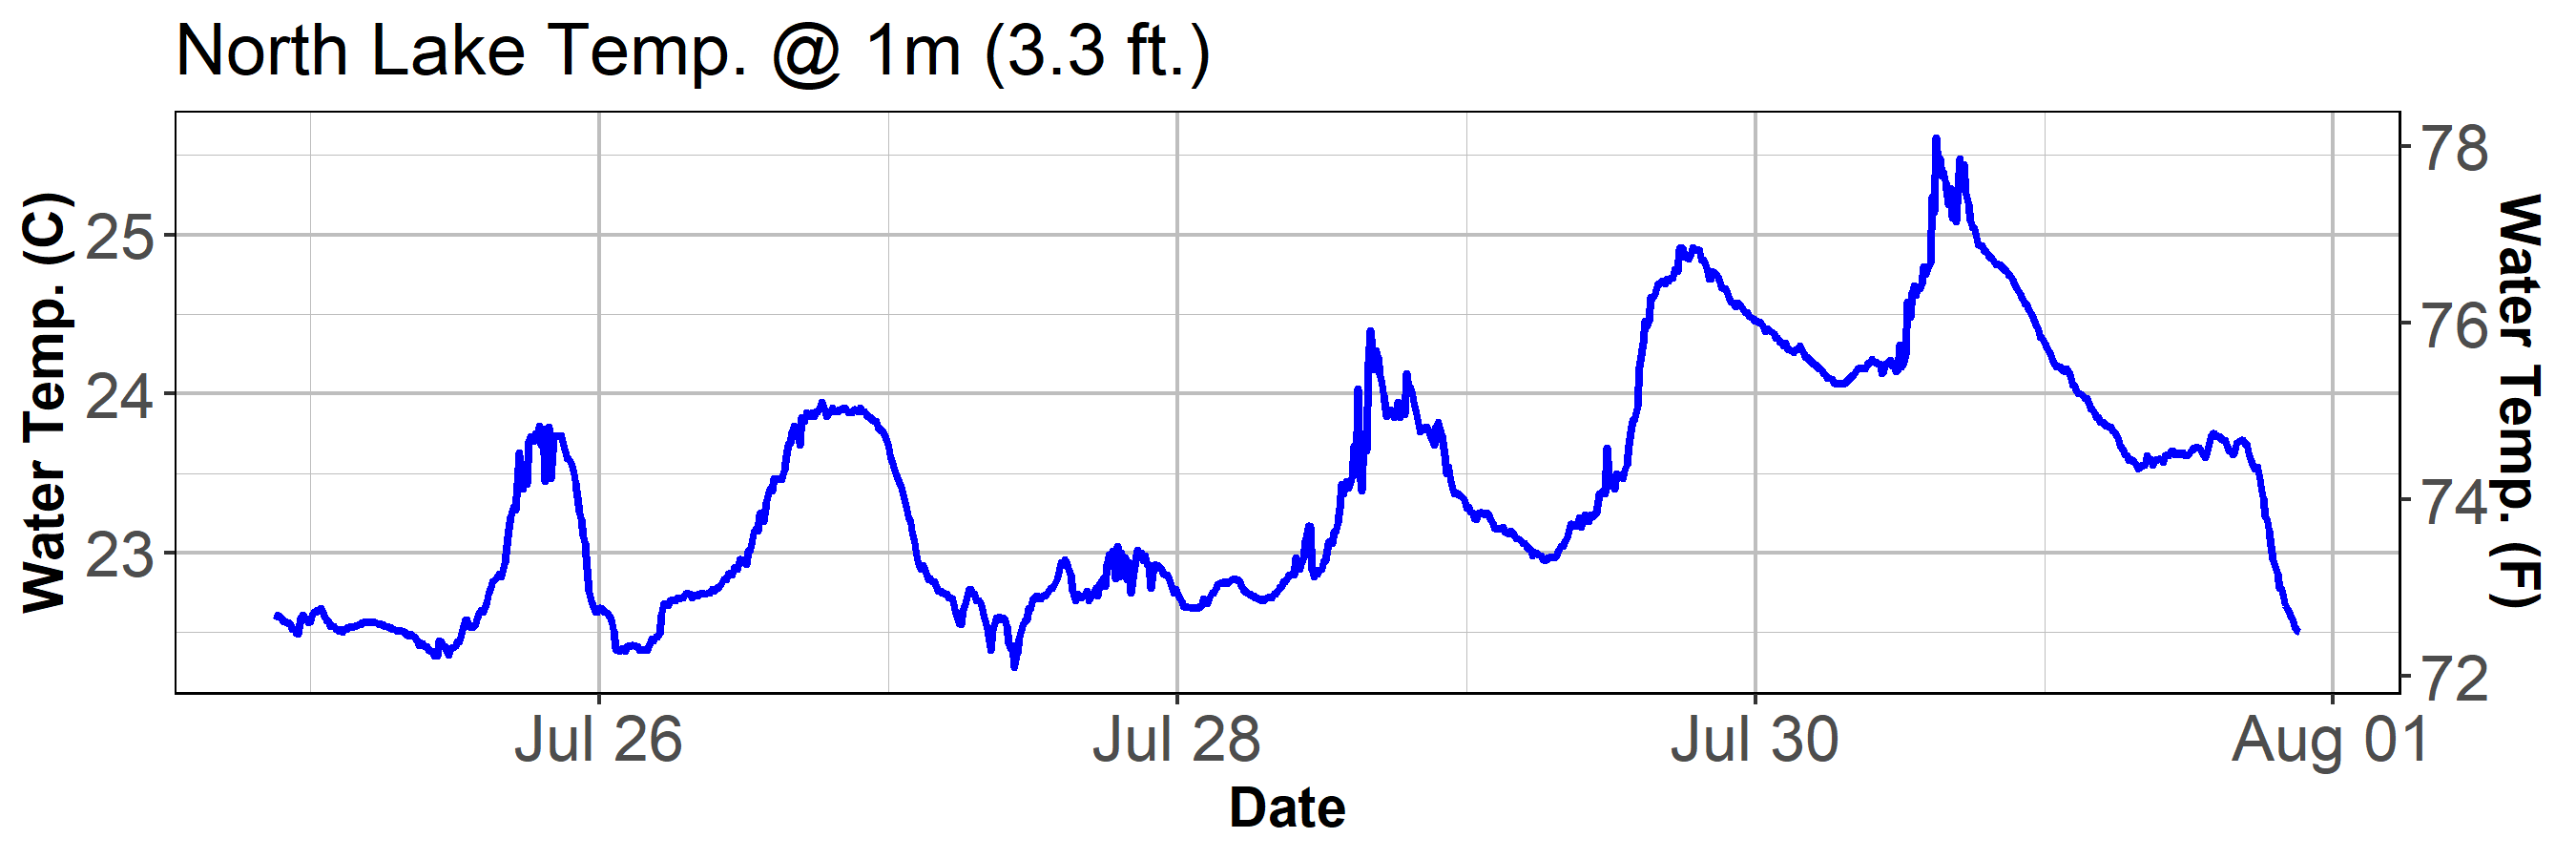 North Lake Temp. @ 1m (3.3 ft.)
Water Temp. (C)
25
24
23
78
76
74
72
Water Temp. (F)
Jul 26
Jul 28
Jul 30
Aug 01
Date